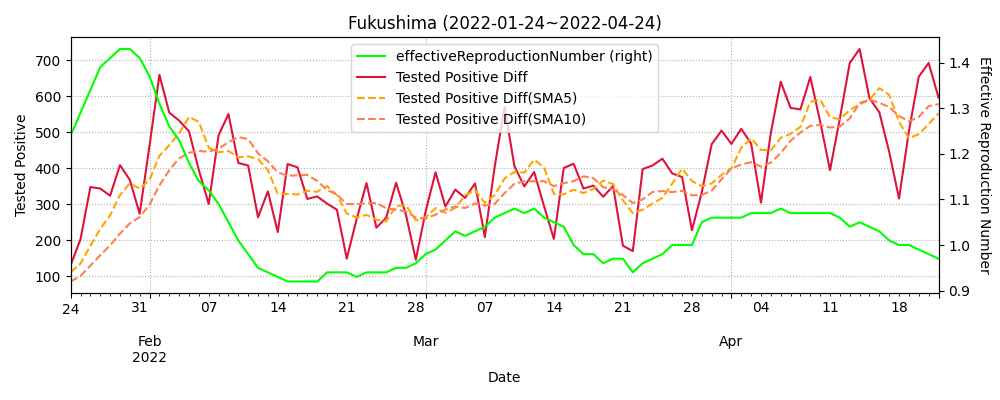 Fukushima (2022-01-24~2022-04-24)
effectiveReproductionNumber (right)
Tested Positive Diff
Tested Positive Diff(SMA5)
Tested Positive Diff(SMA10)
Tested Positive
700
600
500
400
300
200
100
Effective Reproduction Number
1.4
1.3
1.2
1.1
1.0
0.9
24 31 07 14 21 28 07 14 21 28 04 11 18
Feb Mar Apr
2022
Date